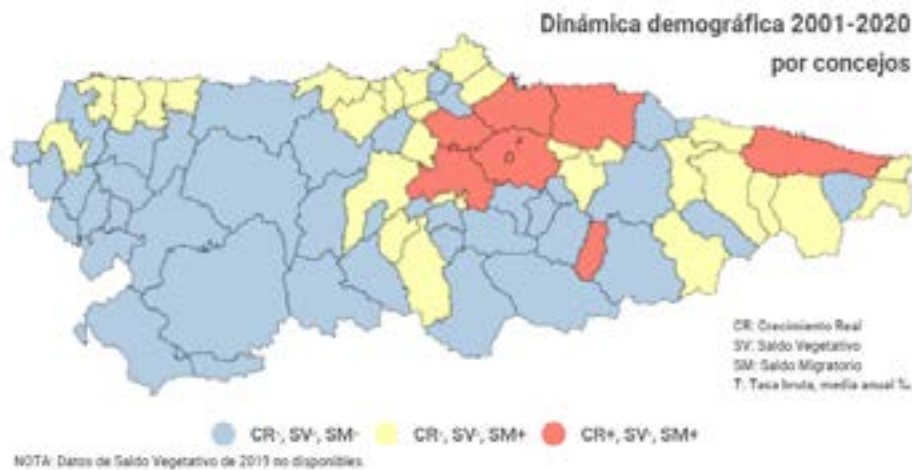 Dinámica demográfica 2001-2020
por concejos
CR: Crecimiento Real
SV: Saldo Vegetativo
SM: Saldo Migratorio
T: Tasa bruta, media anual ‰
CR-, SV-, SM-
CR-, SV-, SM+
CR+, SV-, SM+
NOTA: Datos de Saldo Vegetativo de 2019 no disponibles.